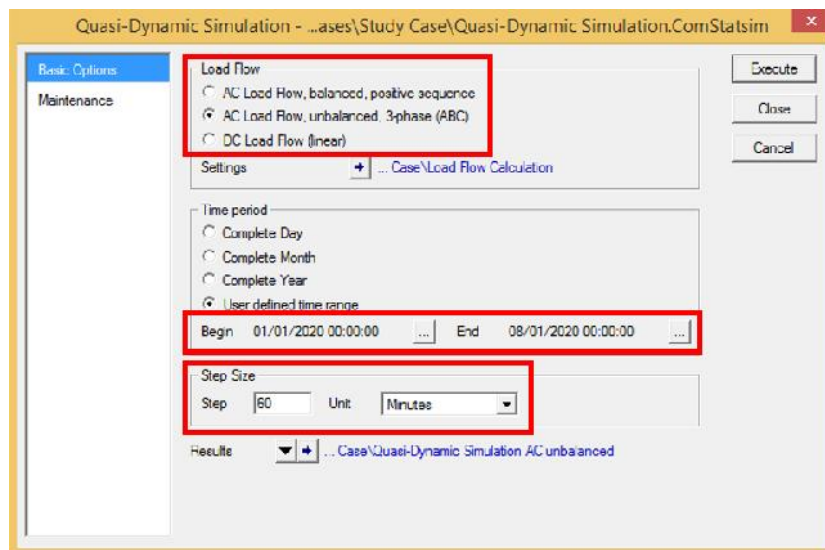 Quasi-Dynamic Simulation - ...ases\Study Case\Quasi-Dynamic Simulation.ComStatsim
Basic Options
Maintenance
Load Flow
AC Load Flow, balanced, positive sequence
AC Load Flow, unbalanced, 3-phase (ABC)
DC Load Flow (linear)
Settings ... Case\Load Flow Calculation
Execute
Close
Cancel
Time period
Complete Day
Complete Month
Complete Year
User defined time range
Begin 01/01/2020 00:00:00 ... End 08/01/2020 00:00:00 ...
Step Size
Step 60 Unit Minutes
Results ... Case\Quasi-Dynamic Simulation AC unbalanced